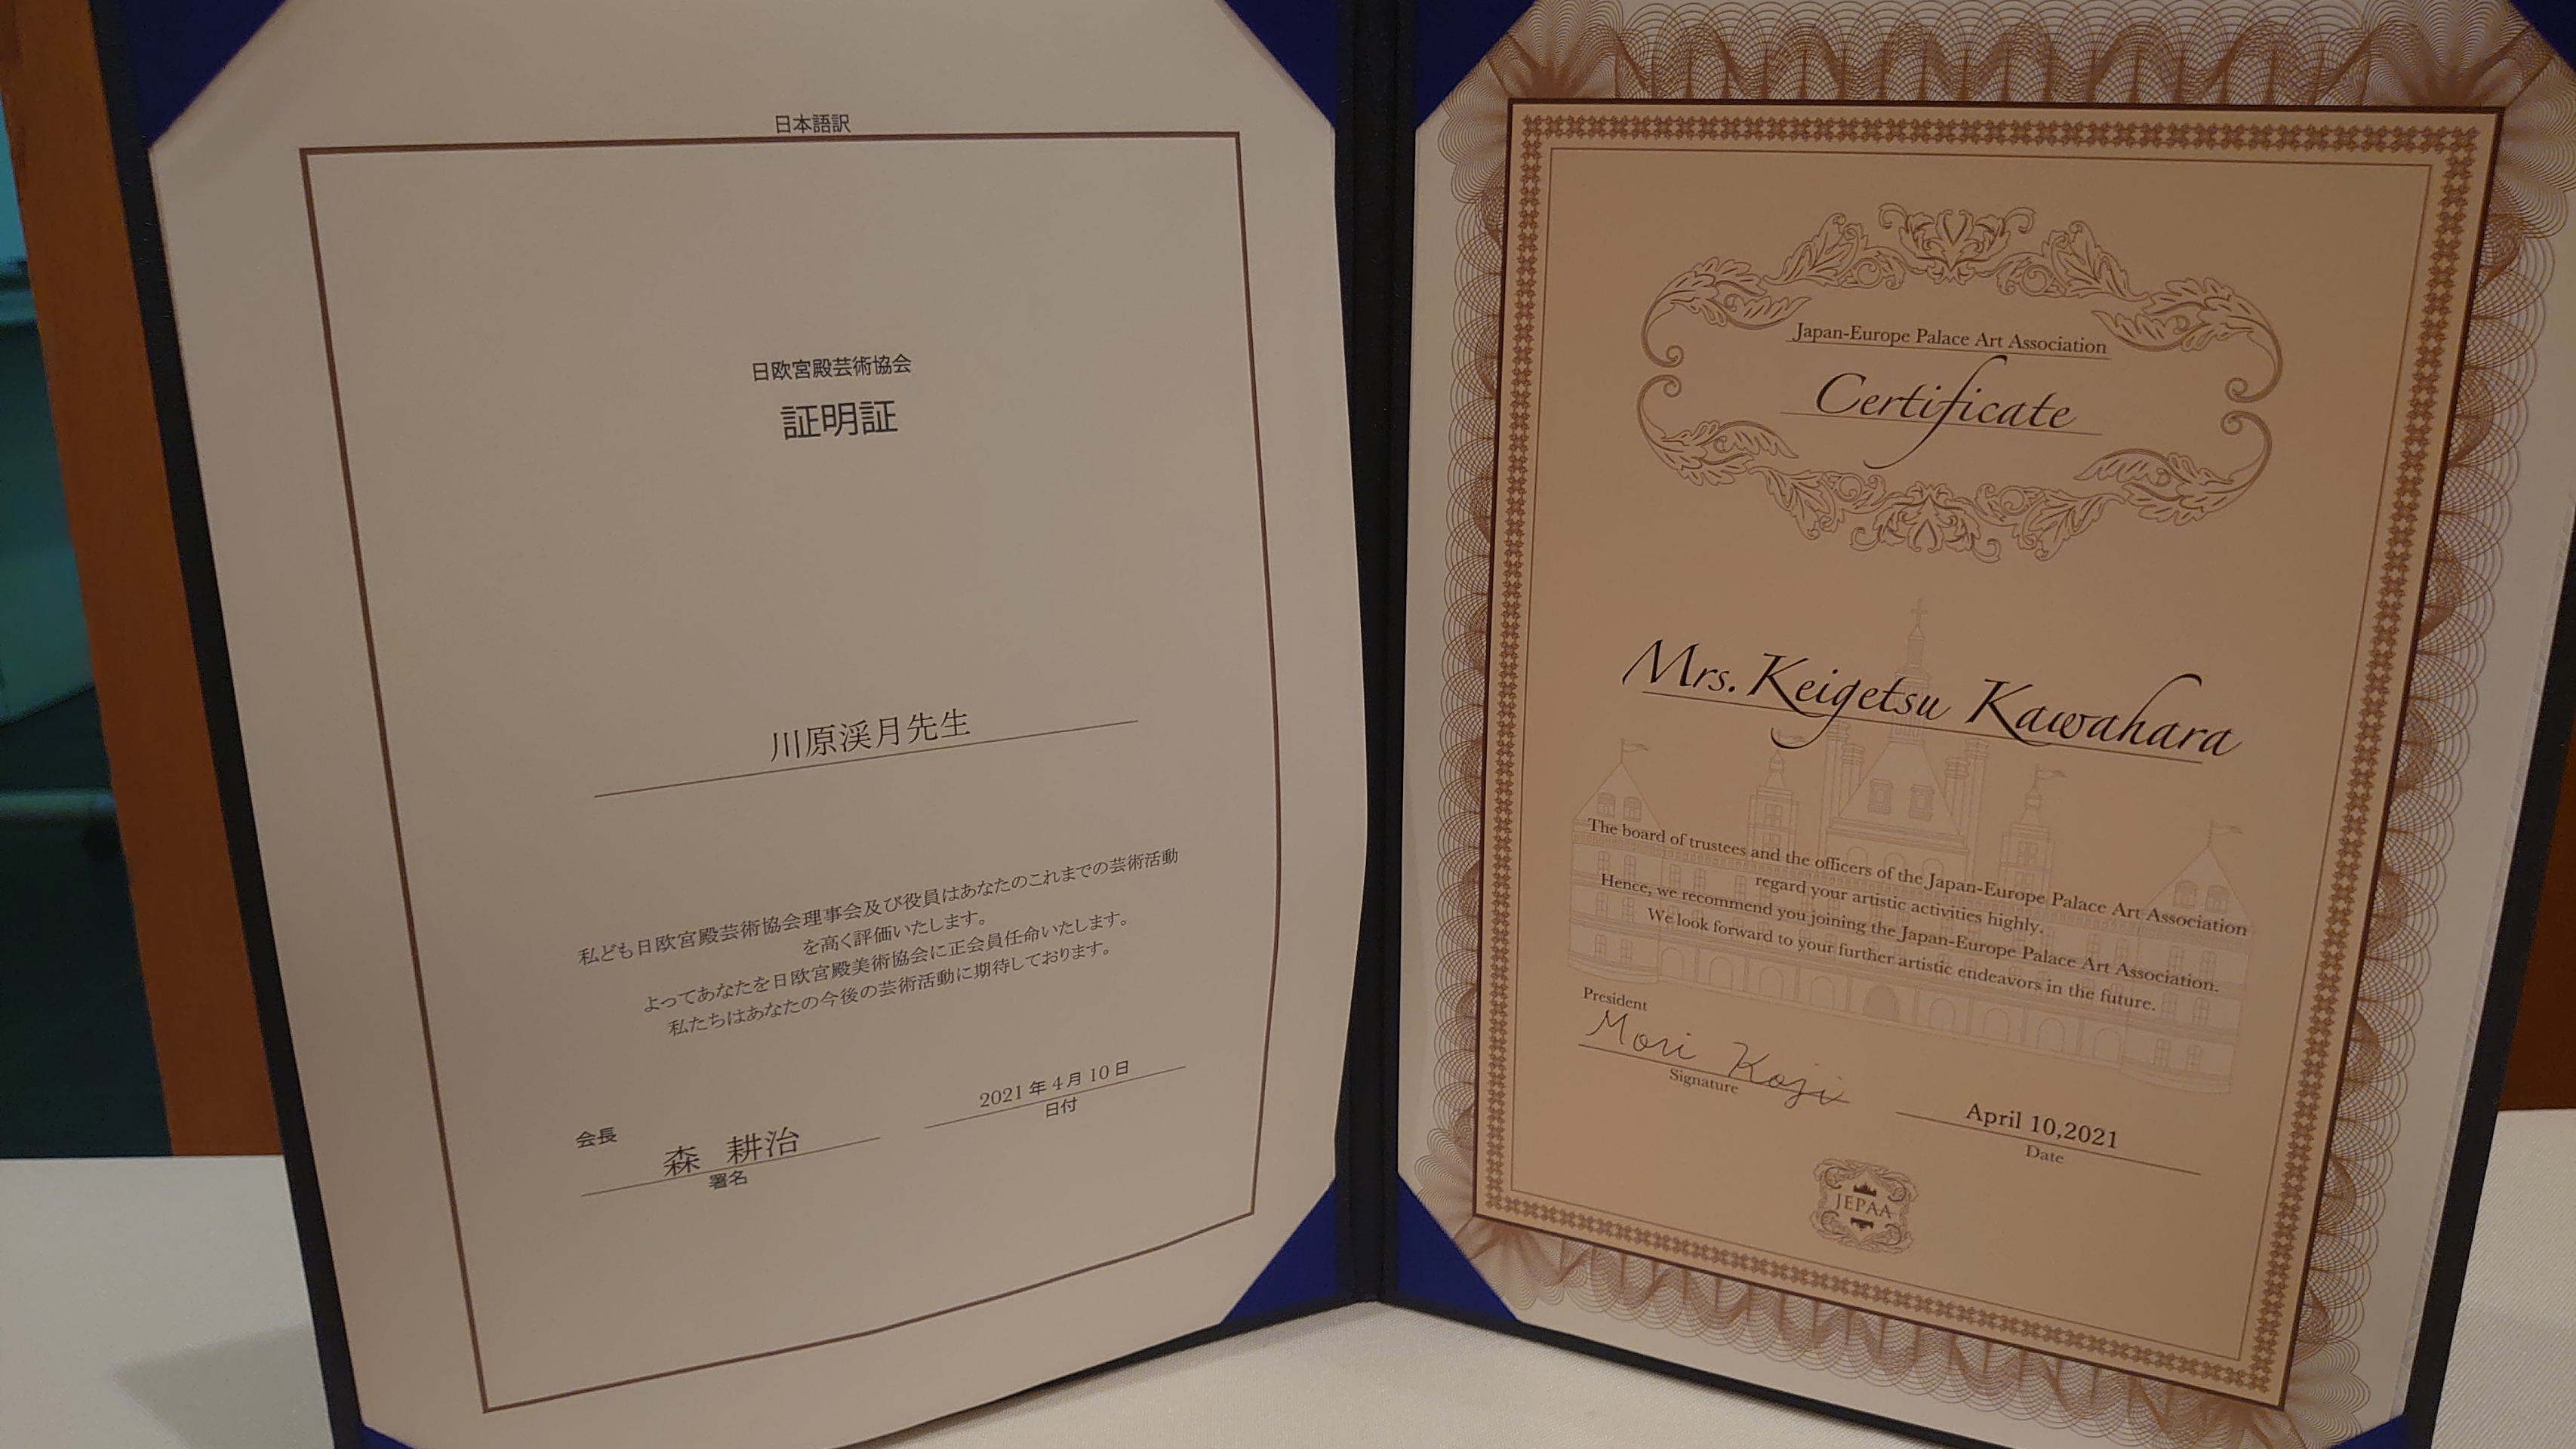 日本語訳
日欧宮殿芸術協会
証明証
川原渓月先生
私ども日欧宮殿芸術協会理事会及び役員はあなたのこれまでの芸術活動
を高く評価いたします。
よってあなたを日欧宮殿美術協会に正会員任命いたします。
私たちはあなたの今後の芸術活動に期待しております。
会長
森 耕治
署名
2021年4月10日
日付
Japan-Europe Palace Art Association
Certificate
Mrs. Keigetsu Kawahara
The board of trustees and the officers of the Japan-Europe Palace Art Association
regard your artistic activities highly.
Hence, we recommend you joining the Japan-Europe Palace Art Association.
We look forward to your further artistic endeavors in the future.
President
Mori Koji
Signature
April 10,2021
Date
JEPAA